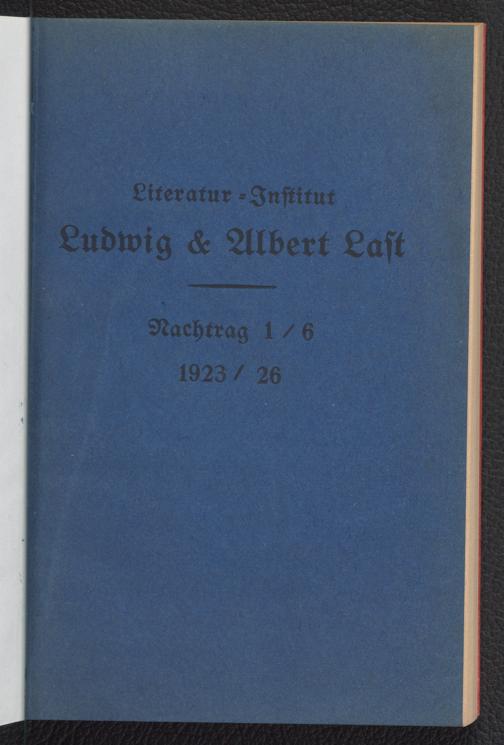 Literatur-Institut
Ludwig & Albert Last
Nachtrag 1/6
1923/ 26